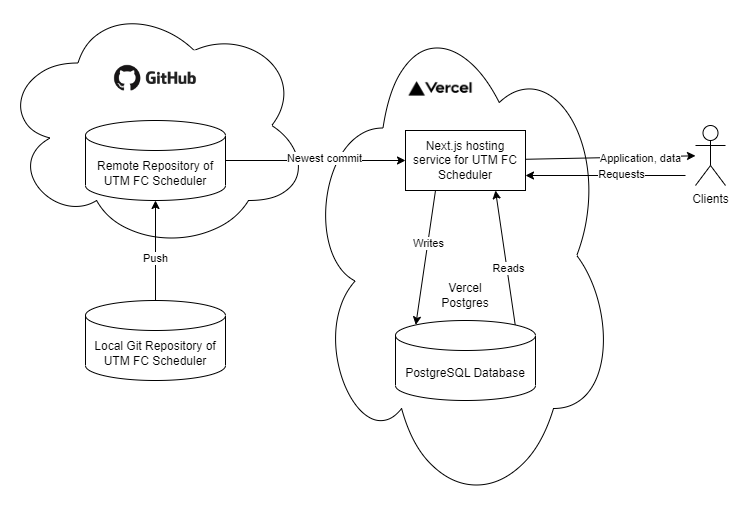 GitHub
Remote Repository of
UTM FC Scheduler
Push
Local Git Repository of
UTM FC Scheduler
Newest commit
Vercel
Next.js hosting
service for UTM FC
Scheduler
Writes
Reads
Vercel
Postgres
PostgreSQL Database
Application, data
Requests
Clients